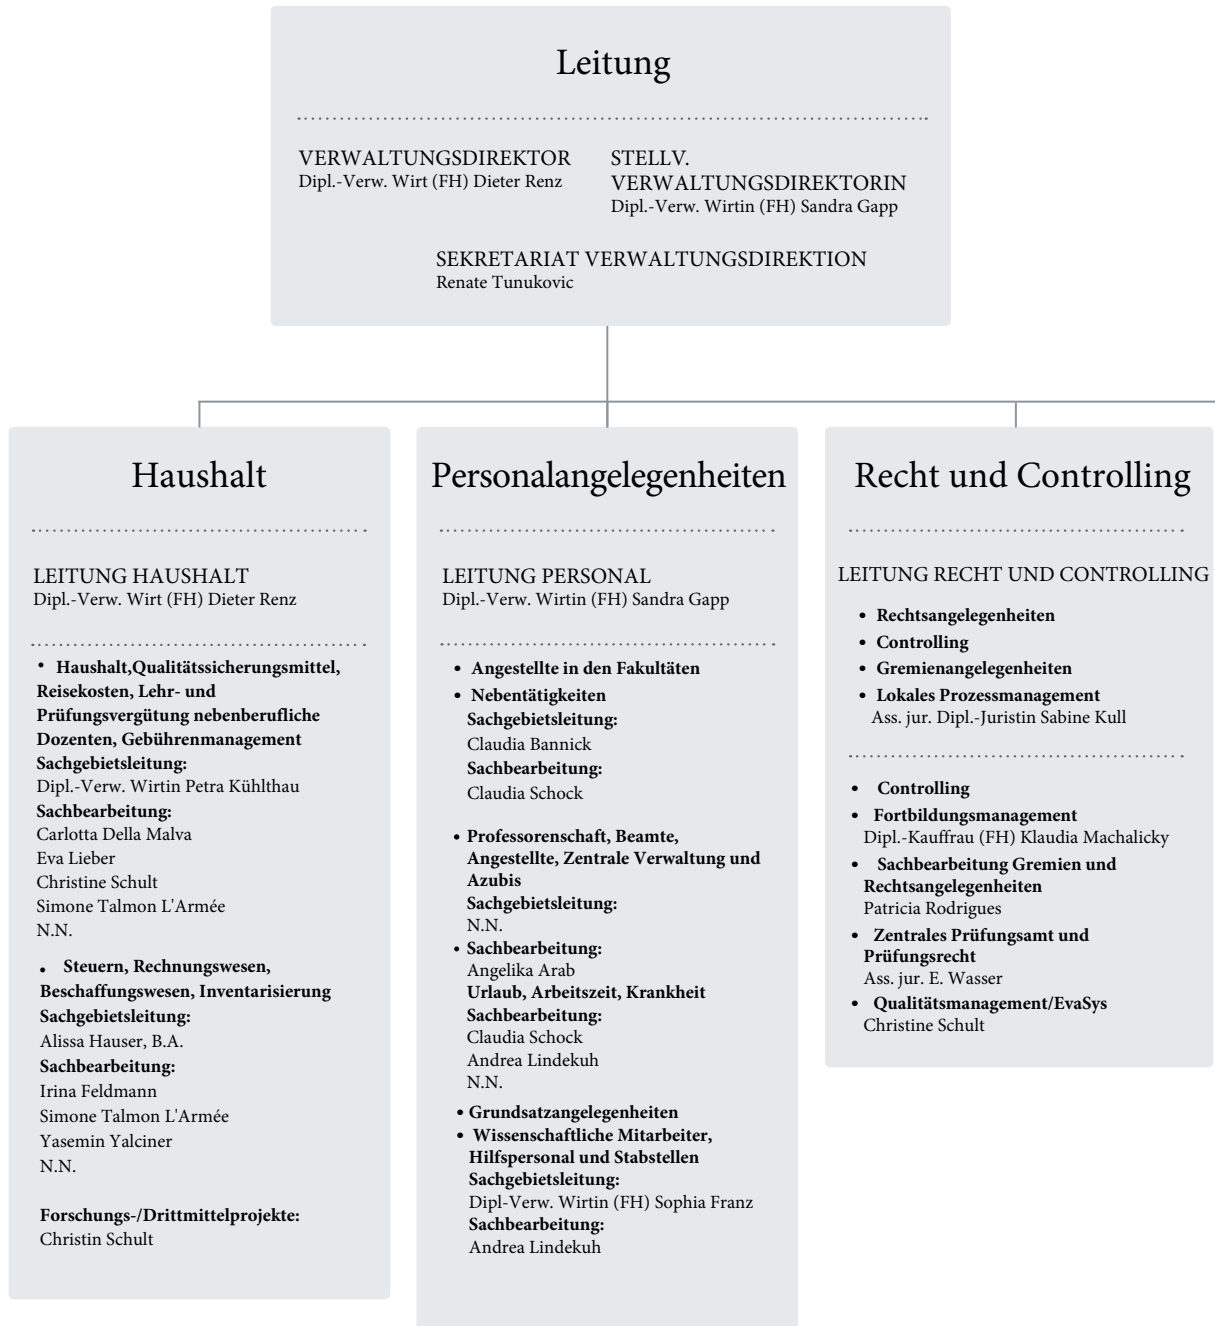 Leitung
VERWALTUNGSDIREKTOR
Dipl.-Verw. Wirt (FH) Dieter Renz
STELLV.
VERWALTUNGSDIREKTORIN
Dipl.-Verw. Wirtin (FH) Sandra Gapp
SEKRETARIAT VERWALTUNGSDIREKTION
Renate Tunukovic
Haushalt
LEITUNG HAUSHALT
Dipl.-Verw. Wirt (FH) Dieter Renz
• Haushalt,Qualitätssicherungsmittel,
Reisekosten, Lehr- und
Prüfungsvergütung nebenberufliche
Dozenten, Gebührenmanagement
Sachgebietsleitung:
Dipl.-Verw. Wirtin Petra Kühlthau
Sachbearbeitung:
Carlotta Della Malva
Eva Lieber
Christine Schult
Simone Talmon L'Armée
N.N.
• Steuern, Rechnungswesen,
Beschaffungswesen, Inventarisierung
Sachgebietsleitung:
Alissa Hauser, B.A.
Sachbearbeitung:
Irina Feldmann
Simone Talmon L'Armée
Yasemin Yalciner
N.N.
Forschungs-/Drittmittelprojekte:
Christin Schult
Personalangelegenheiten
LEITUNG PERSONAL
Dipl.-Verw. Wirtin (FH) Sandra Gapp
• Angestellte in den Fakultäten
• Nebentätigkeiten
Sachgebietsleitung:
Claudia Bannick
Sachbearbeitung:
Claudia Schock
• Professorenschaft, Beamte,
Angestellte, Zentrale Verwaltung und
Azubis
Sachgebietsleitung:
N.N.
• Sachbearbeitung:
Angelika Arab
Urlaub, Arbeitszeit, Krankheit
Sachbearbeitung:
Claudia Schock
Andrea Lindekuh
N.N.
• Grundsatzangelegenheiten
• Wissenschaftliche Mitarbeiter,
Hilfspersonal und Stabstellen
Sachgebietsleitung:
Dipl-Verw. Wirtin (FH) Sophia Franz
Sachbearbeitung:
Andrea Lindekuh
Recht und Controlling
LEITUNG RECHT UND CONTROLLING
• Rechtsangelegenheiten
• Controlling
• Gremienangelegenheiten
• Lokales Prozessmanagement
Ass. jur. Dipl.-Juristin Sabine Kull
• Controlling
• Fortbildungsmanagement
Dipl.-Kauffrau (FH) Klaudia Machalicky
• Sachbearbeitung Gremien und
Rechtsangelegenheiten
Patricia Rodrigues
• Zentrales Prüfungsamt und
Prüfungsrecht
Ass. jur. E. Wasser
• Qualitätsmanagement/EvaSys
Christine Schult